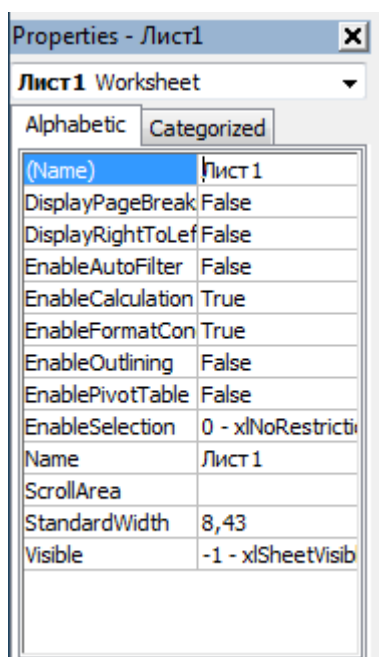 Properties - Лист1
Лист1 Worksheet
Alphabetic Categorized
(Name) Лист1
DisplayPageBreak False
DisplayRightToLef False
EnableAutoFilter False
EnableCalculation True
EnableFormatCon True
EnableOutlining False
EnablePivotTable False
EnableSelection 0 - xlNoRestricti
Name Лист1
ScrollArea
StandardWidth 8,43
Visible -1 - xlSheetVisibl